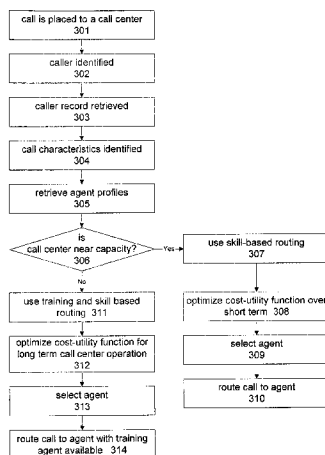 call is placed to a call center
301
caller identified
302
caller record retrieved
303
call characteristics identified
304
retrieve agent profiles
305
is
call center near capacity?
306
Yes
No
use skill-based routing
307
optimize cost-utility function over
short term 308
select agent
309
route call to agent
310
use training and skill based
routing 311
optimize cost-utility function for
long term call center operation
312
select agent
313
route call to agent with training
agent available 314